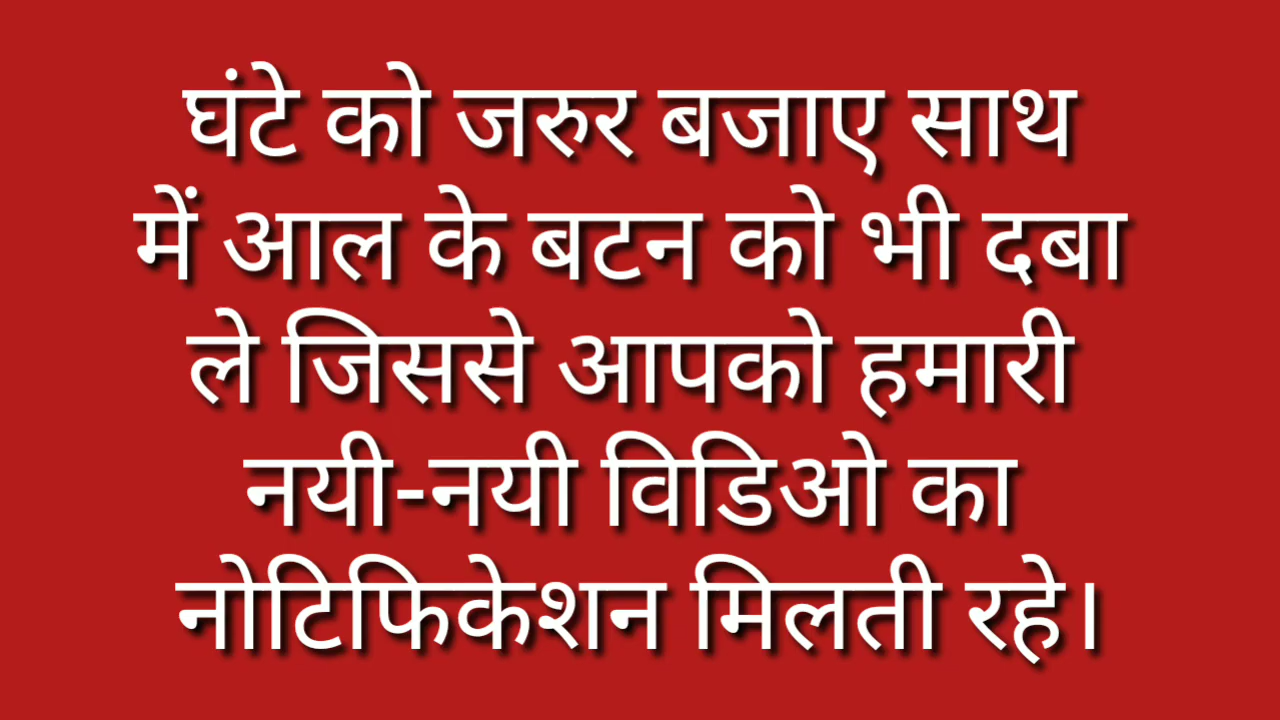 घंटे को जरुर बजाए साथ
में आल के बटन को भी दबा
ले जिससे आपको हमारी
नयी-नयी विडिओ का
नोटिफिकेशन मिलती रहे।